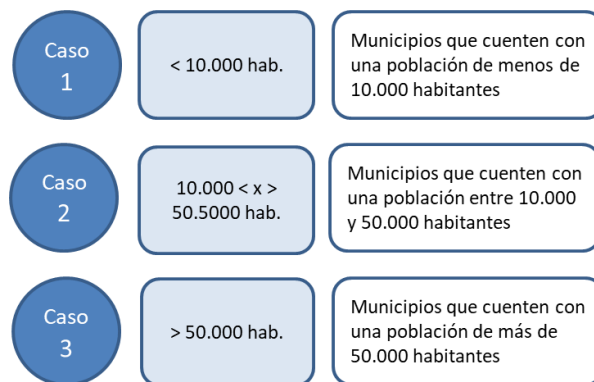 Caso
1
< 10.000 hab.
Municipios que cuenten con
una población de menos de
10.000 habitantes
Caso
2
10.000 < x >
50.5000 hab.
Municipios que cuenten con
una población entre 10.000
y 50.000 habitantes
Caso
3
> 50.000 hab.
Municipios que cuenten con
una población de más de
50.000 habitantes